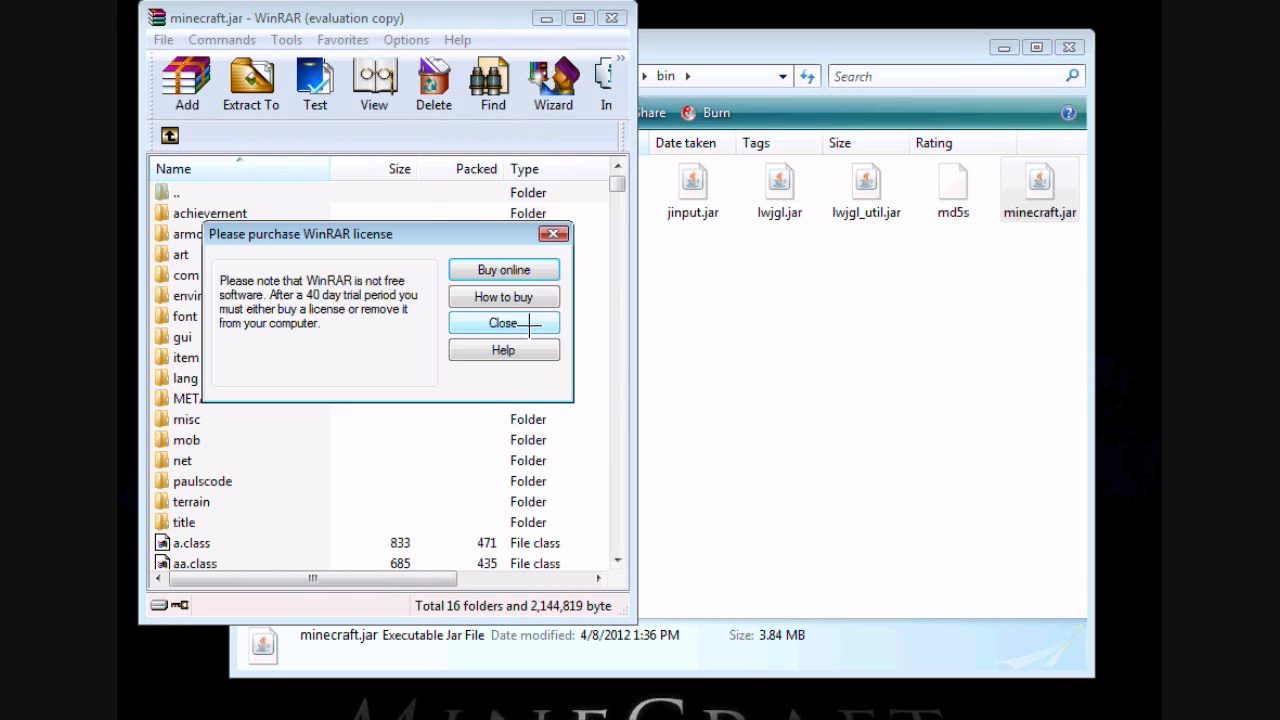 minecraft.jar - WinRAR (evaluation copy)
File Commands Tools Favorites Options Help
Add Extract To Test View Delete Find Wizard In
»
Name Size Packed Type
.. Folder
achievement Folder
armo
art
com
envir
font
gui
item
lang
META
misc Folder
mob Folder
net Folder
paulscode Folder
terrain Folder
title Folder
a.class 833 471 File class
aa.class 685 435 File class
Total 16 folders and 2,144,819 byte
Please purchase WinRAR license
Please note that WinRAR is not free
software. After a 40 day trial period you
must either buy a license or remove it
from your computer.
Buy online
How to buy
Close
Help
bin
Search
Share Burn
Date taken Tags Size Rating
jinput.jar lwjgl.jar lwjgl_util.jar md5s minecraft.jar
minecraft.jar Executable Jar File Date modified: 4/8/2012 1:36 PM Size: 3.84 MB
MINECRAFT